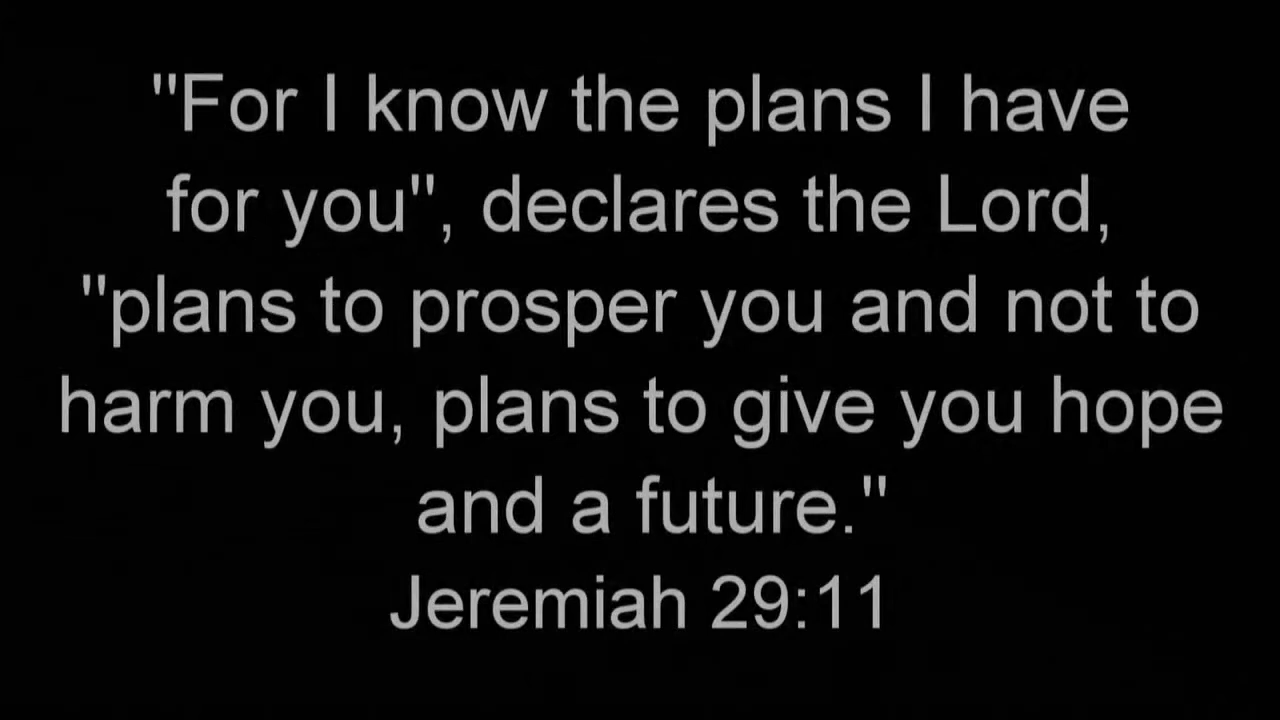 "For I know the plans I have
for you", declares the Lord,
"plans to prosper you and not to
harm you, plans to give you hope
and a future."
Jeremiah 29:11